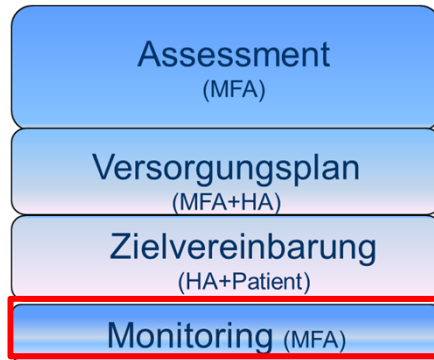 Assessment
(MFA)
Versorgungsplan
(MFA+HA)
Zielvereinbarung
(HA+Patient)
Monitoring (MFA)